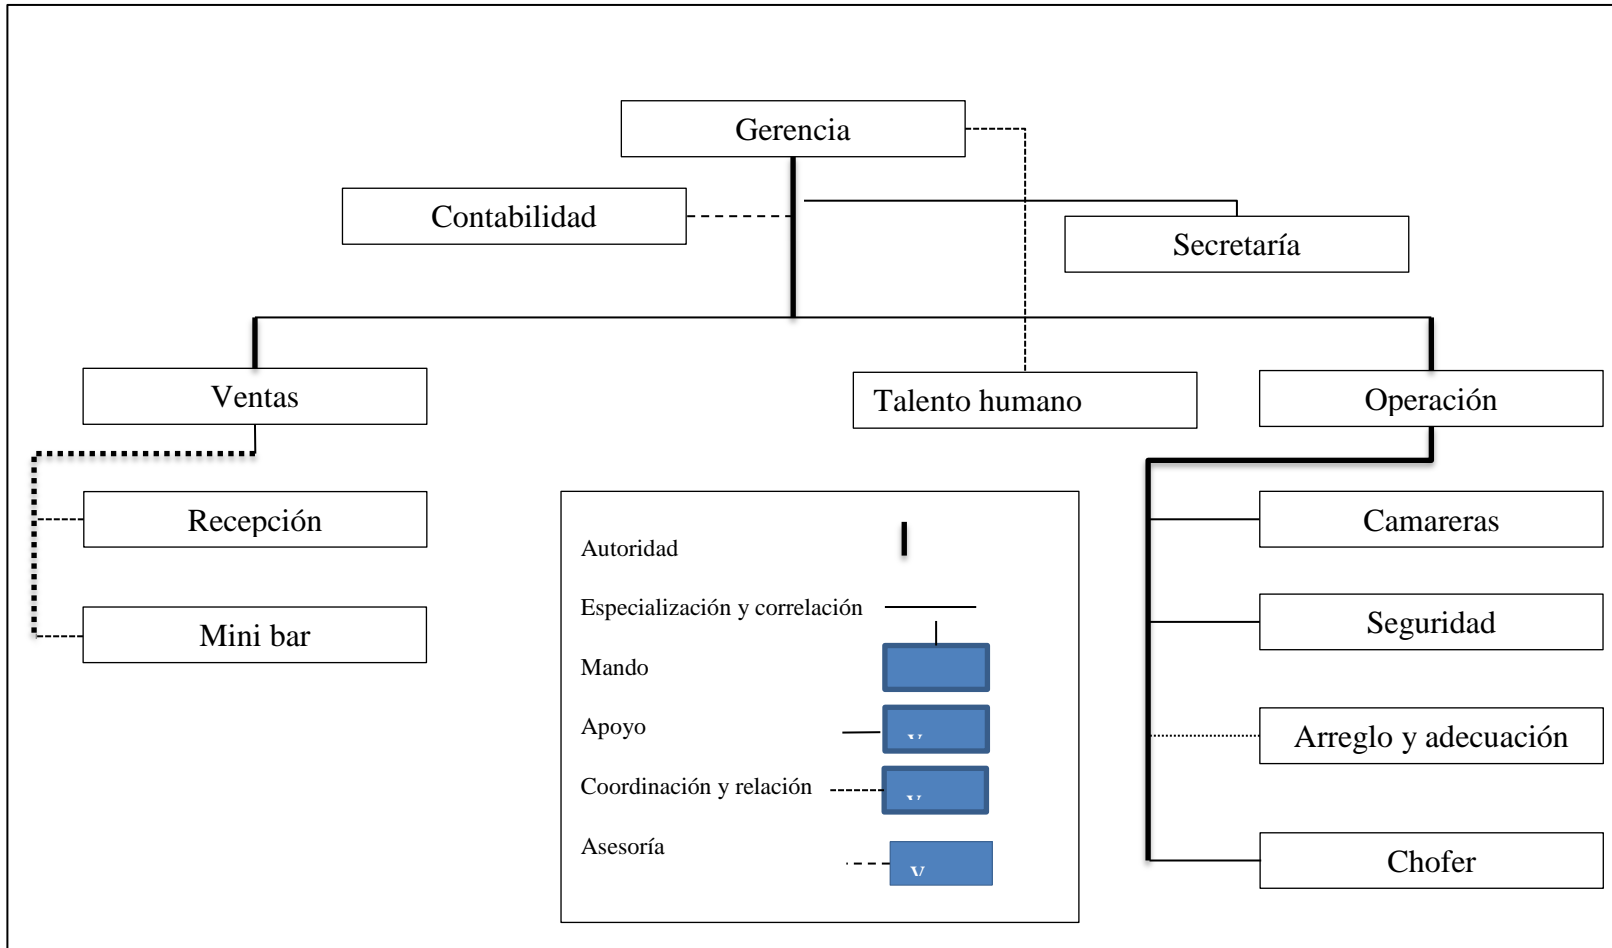 Gerencia
Contabilidad
Secretaría
Ventas
Talento humano
Operación
Recepción
Mini bar
Camareras
Seguridad
Arreglo y adecuación
Chofer
Autoridad
Especialización y correlación
Mando
Apoyo
Coordinación y relación
Asesoría